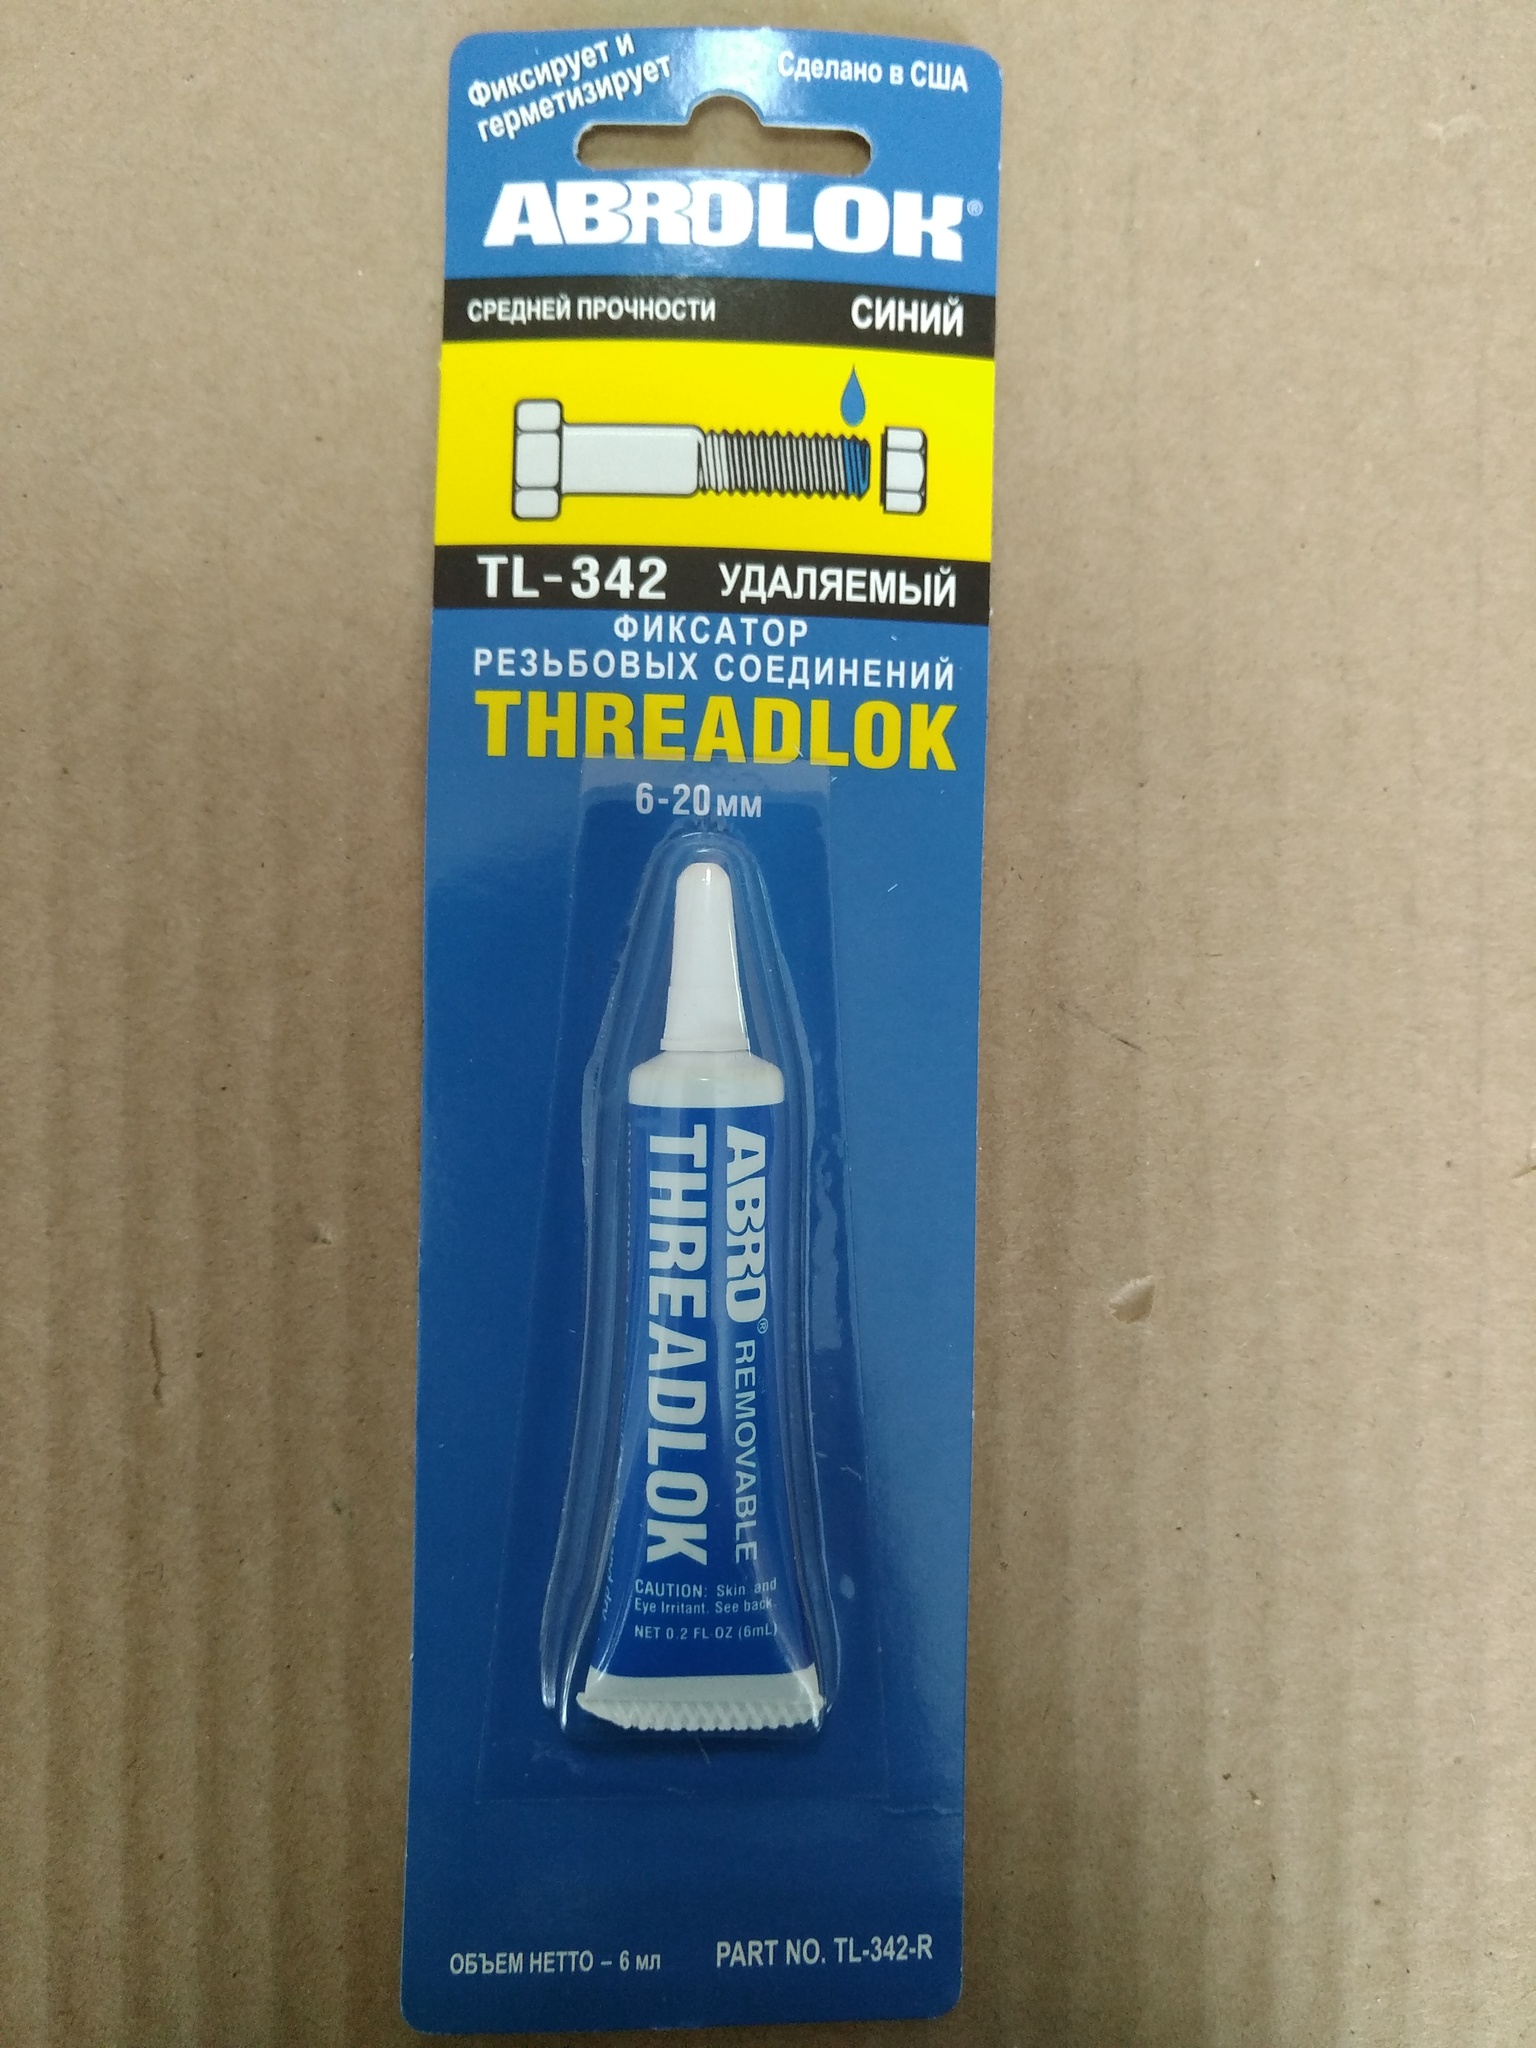 Фиксирует и
герметизирует
Сделано в США
ABROLOK®
СРЕДНЕЙ ПРОЧНОСТИ СИНИЙ
TL-342 УДАЛЯЕМЫЙ
ФИКСАТОР
РЕЗЬБОВЫХ СОЕДИНЕНИЙ
THREADLOK
6-20 мм
ABRO® REMOVABLE
THREADLOK
CAUTION: Skin and
Eye Irritant. See back.
NET 0.2 FL OZ (6mL)
ОБЪЕМ НЕТТО – 6 мл PART NO. TL-342-R